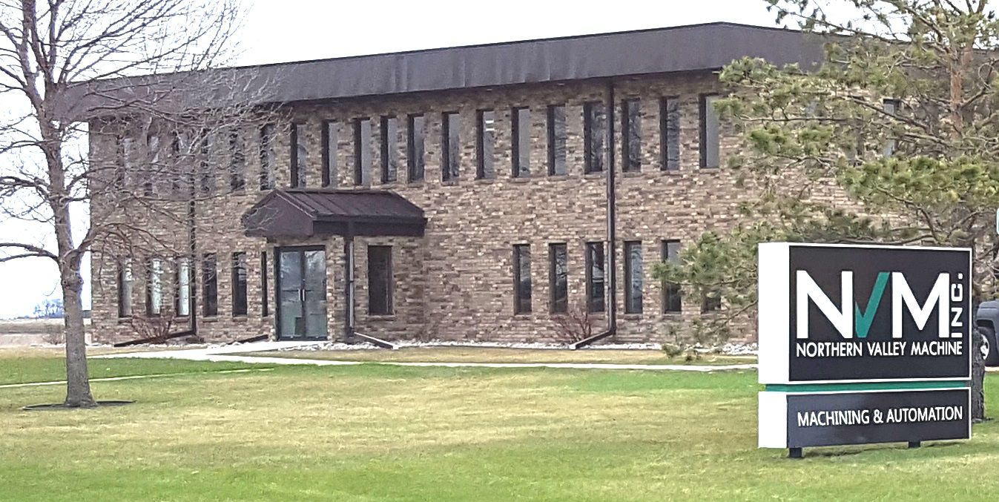 NVM INC.
NORTHERN VALLEY MACHINE
MACHINING & AUTOMATION